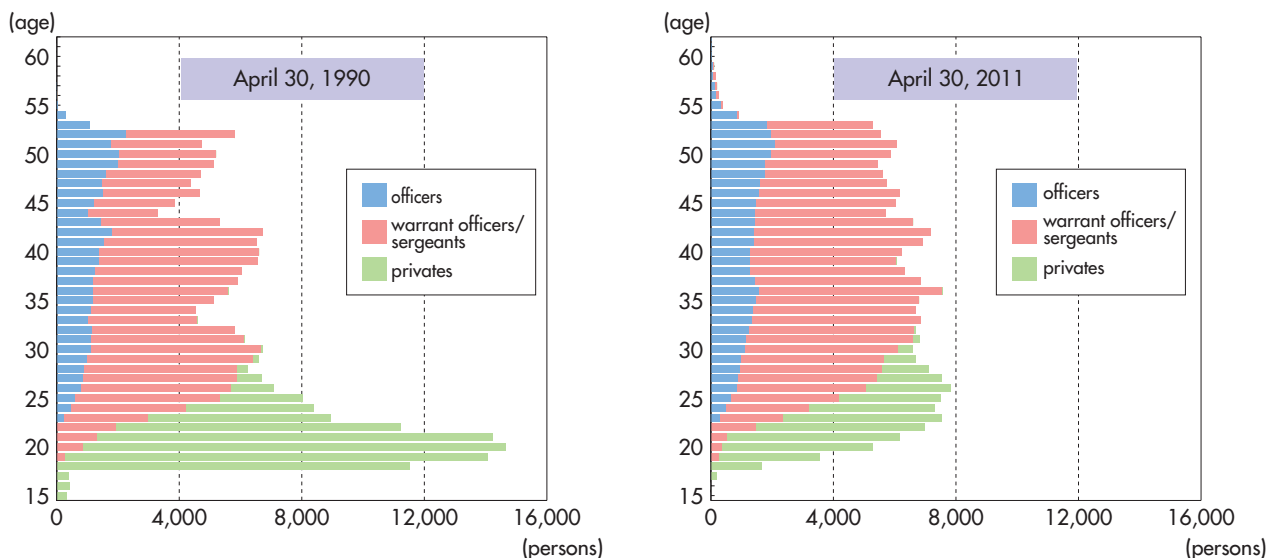 (age)
60
55
50
45
40
35
30
25
20
15
0
4,000
8,000
12,000
16,000
(persons)
April 30, 1990
officers
warrant officers/
sergeants
privates
(age)
60
55
50
45
40
35
30
25
20
15
0
4,000
8,000
12,000
16,000
(persons)
April 30, 2011
officers
warrant officers/
sergeants
privates